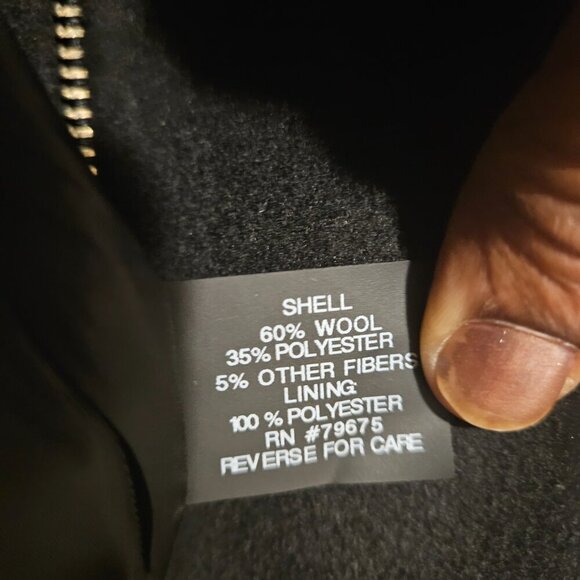 SHELL
60% WOOL
35% POLYESTER
5% OTHER FIBERS
LINING
100 % POLYESTER
RN #79675
REVERSE FOR CARE